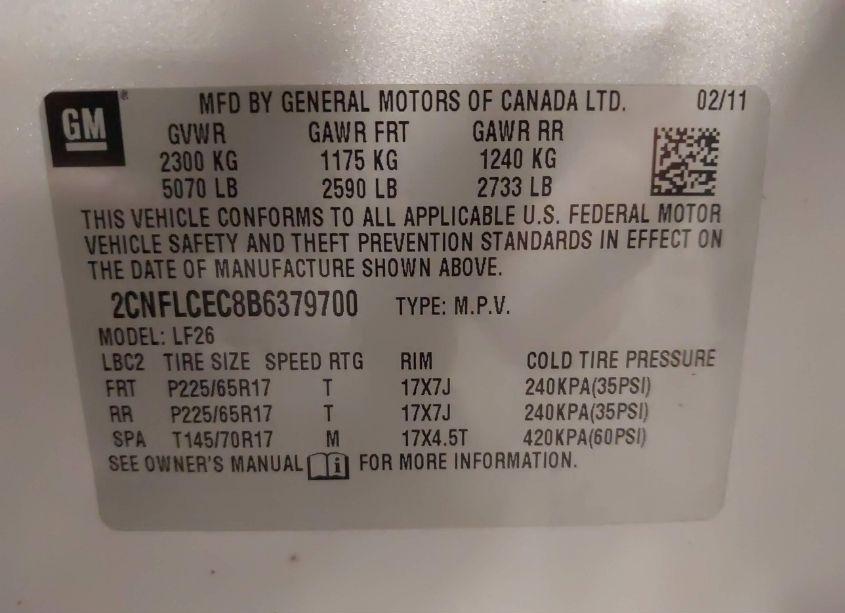 GM® MFD BY GENERAL MOTORS OF CANADA LTD. 02/11
GVWR GAWR FRT GAWR RR
2300 KG 1175 KG 1240 KG
5070 LB 2590 LB 2733 LB
THIS VEHICLE CONFORMS TO ALL APPLICABLE U.S. FEDERAL MOTOR
VEHICLE SAFETY AND THEFT PREVENTION STANDARDS IN EFFECT ON
THE DATE OF MANUFACTURE SHOWN ABOVE.
2CNFLCEC8B6379700 TYPE: M.P.V.
MODEL: LF26
LBC2 TIRE SIZE SPEED RTG RIM COLD TIRE PRESSURE
FRT P225/65R17 T 17X7J 240KPA(35PSI)
RR P225/65R17 T 17X7J 240KPA(35PSI)
SPA T145/70R17 M 17X4.5T 420KPA(60PSI)
SEE OWNER'S MANUAL i FOR MORE INFORMATION.